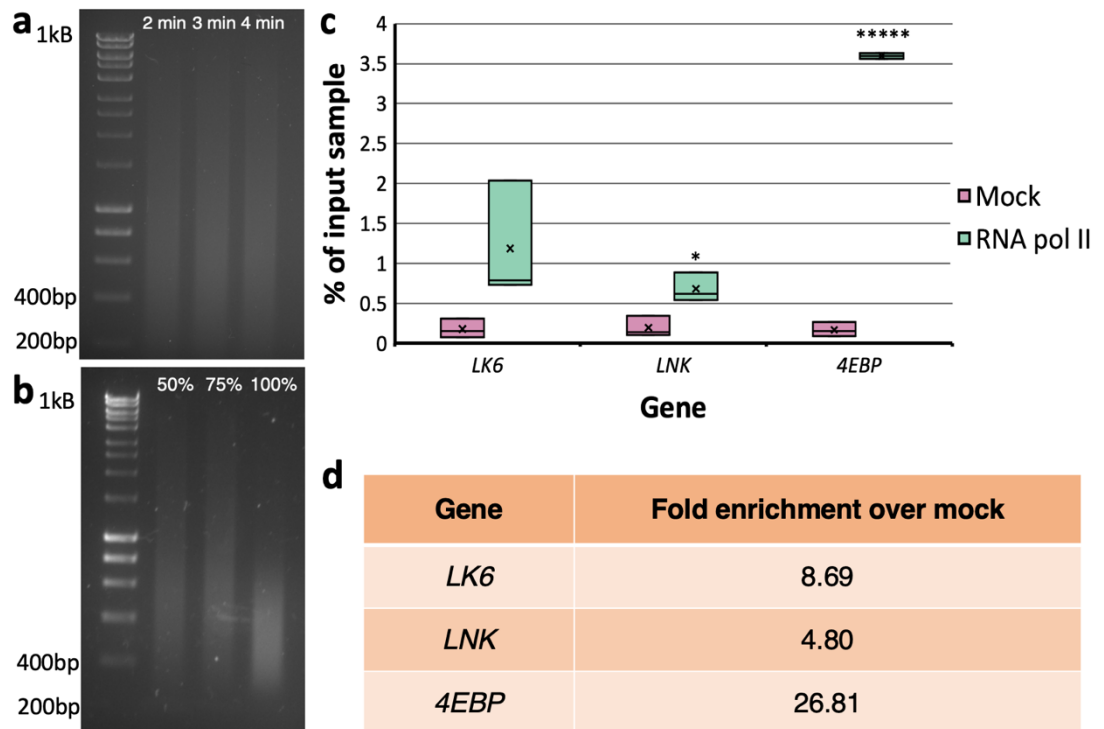 a
1kB
2 min 3 min 4 min
400bp
200bp
b
1kB
50% 75% 100%
400bp
200bp
c
% of input sample
4
3.5
3
2.5
2
1.5
1
0.5
0
*****
*
LK6 LNK 4EBP
Gene
Mock
RNA pol II
d
Gene Fold enrichment over mock
LK6 8.69
LNK 4.80
4EBP 26.81